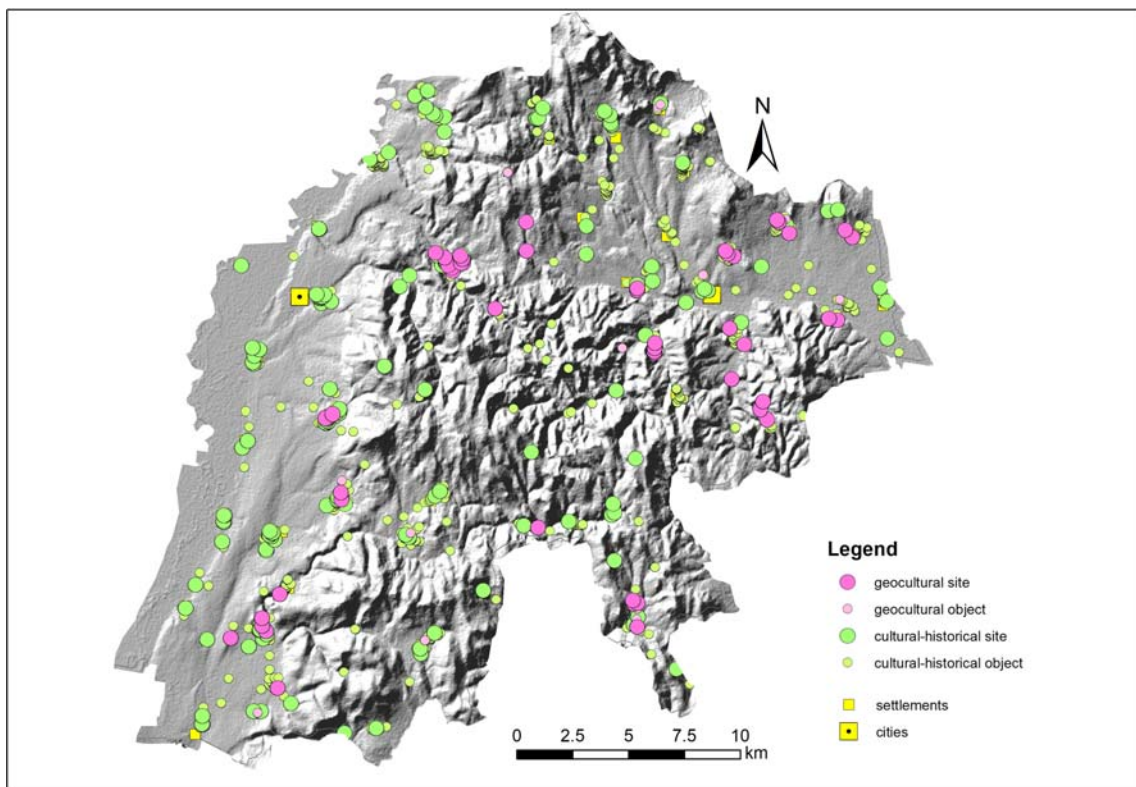 N
Legend
geocultural site
geocultural object
cultural-historical site
cultural-historical object
settlements
cities
0 2.5 5 7.5 10
km